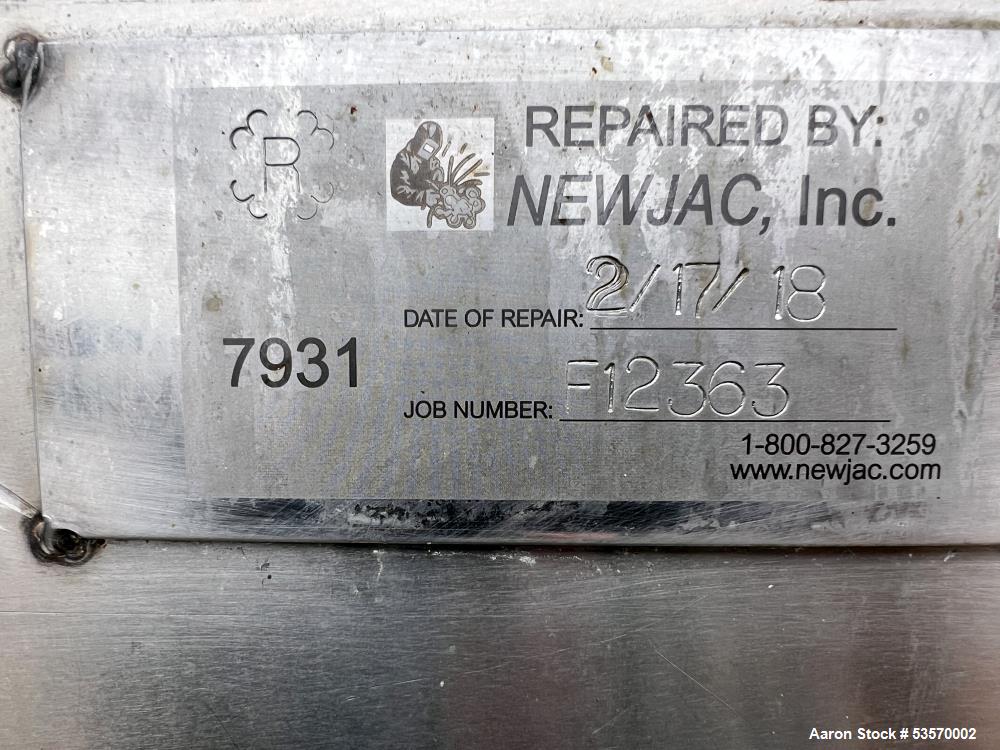 R
REPAIRED BY:
NEWJAC, Inc.
DATE OF REPAIR: 2/17/18
7931
JOB NUMBER: F12363
1-800-827-3259
www.newjac.com
Aaron Stock # 53570002